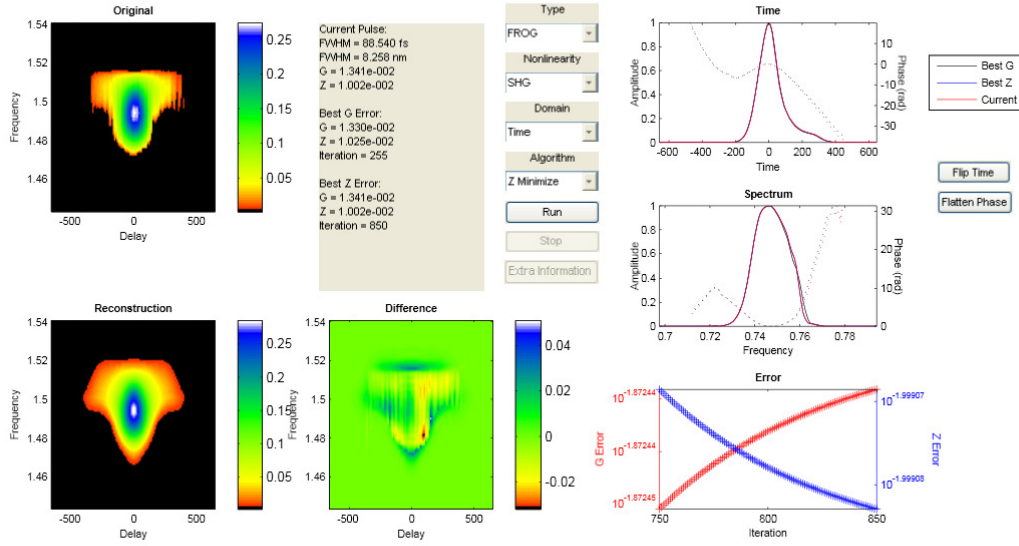 Original
1.54
1.52
1.5
1.48
1.46
Frequency
-500
0
500
Delay
0.25
0.2
0.15
0.1
0.05
Current Pulse:
FWHM = 88.540 fs
FWHM = 8.258 nm
G = 1.341e-002
Z = 1.002e-002
Best G Error:
G = 1.330e-002
Z = 1.025e-002
Iteration = 255
Best Z Error:
G = 1.341e-002
Z = 1.002e-002
Iteration = 850
Type
FROG
Nonlinearity
SHG
Domain
Time
Algorithm
Z Minimize
Run
Stop
Extra Information
Time
1
0.8
0.6
0.4
0.2
0
Amplitude
-600
-400
-200
0
200
400
600
Time
20
10
0
-10
-20
-30
Phase (rad)
Best G
Best Z
Current
Flip Time
Flatten Phase
Spectrum
1
0.8
0.6
0.4
0.2
0
Amplitude
0.7
0.72
0.74
0.76
0.78
Frequency
30
20
10
0
Phase (rad)
Reconstruction
1.54
1.52
1.5
1.48
1.46
Frequency
-500
0
500
Delay
0.25
0.2
0.15
0.1
0.05
Difference
1.54
1.52
1.5
1.48
1.46
Frequency
-500
0
500
Delay
0.04
0.02
0
-0.02
Error
10-1.87244
10-1.87244
10-1.87245
G Error
750
800
850
Iteration
10-1.99907
10-1.99908
Z Error